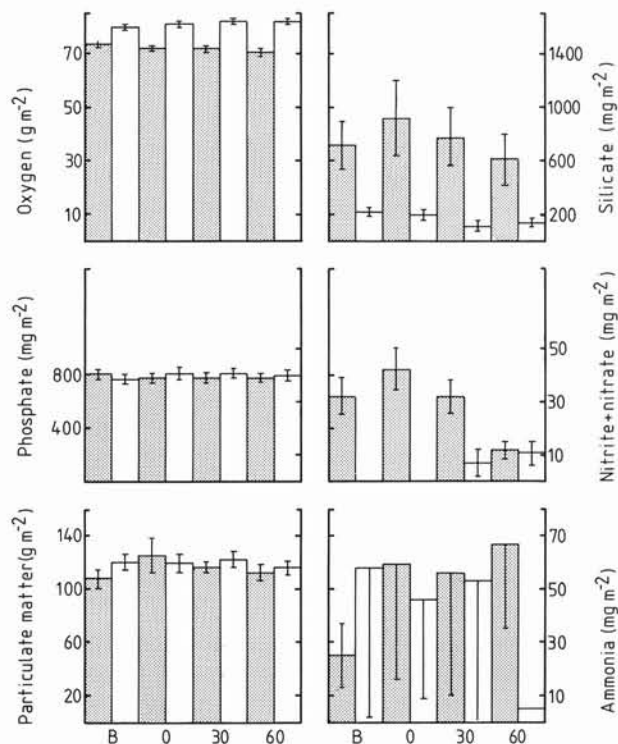 70
50
30
10
Oxygen (g m-2)
1400
1000
600
200
Silicate (mg m-2)
800
400
Phosphate (mg m-2)
50
30
10
Nitrite+nitrate (mg m-2)
140
100
60
20
Particulate matter(g m-2)
70
50
30
10
Ammonia (mg m-2)
B 0 30 60
B 0 30 60